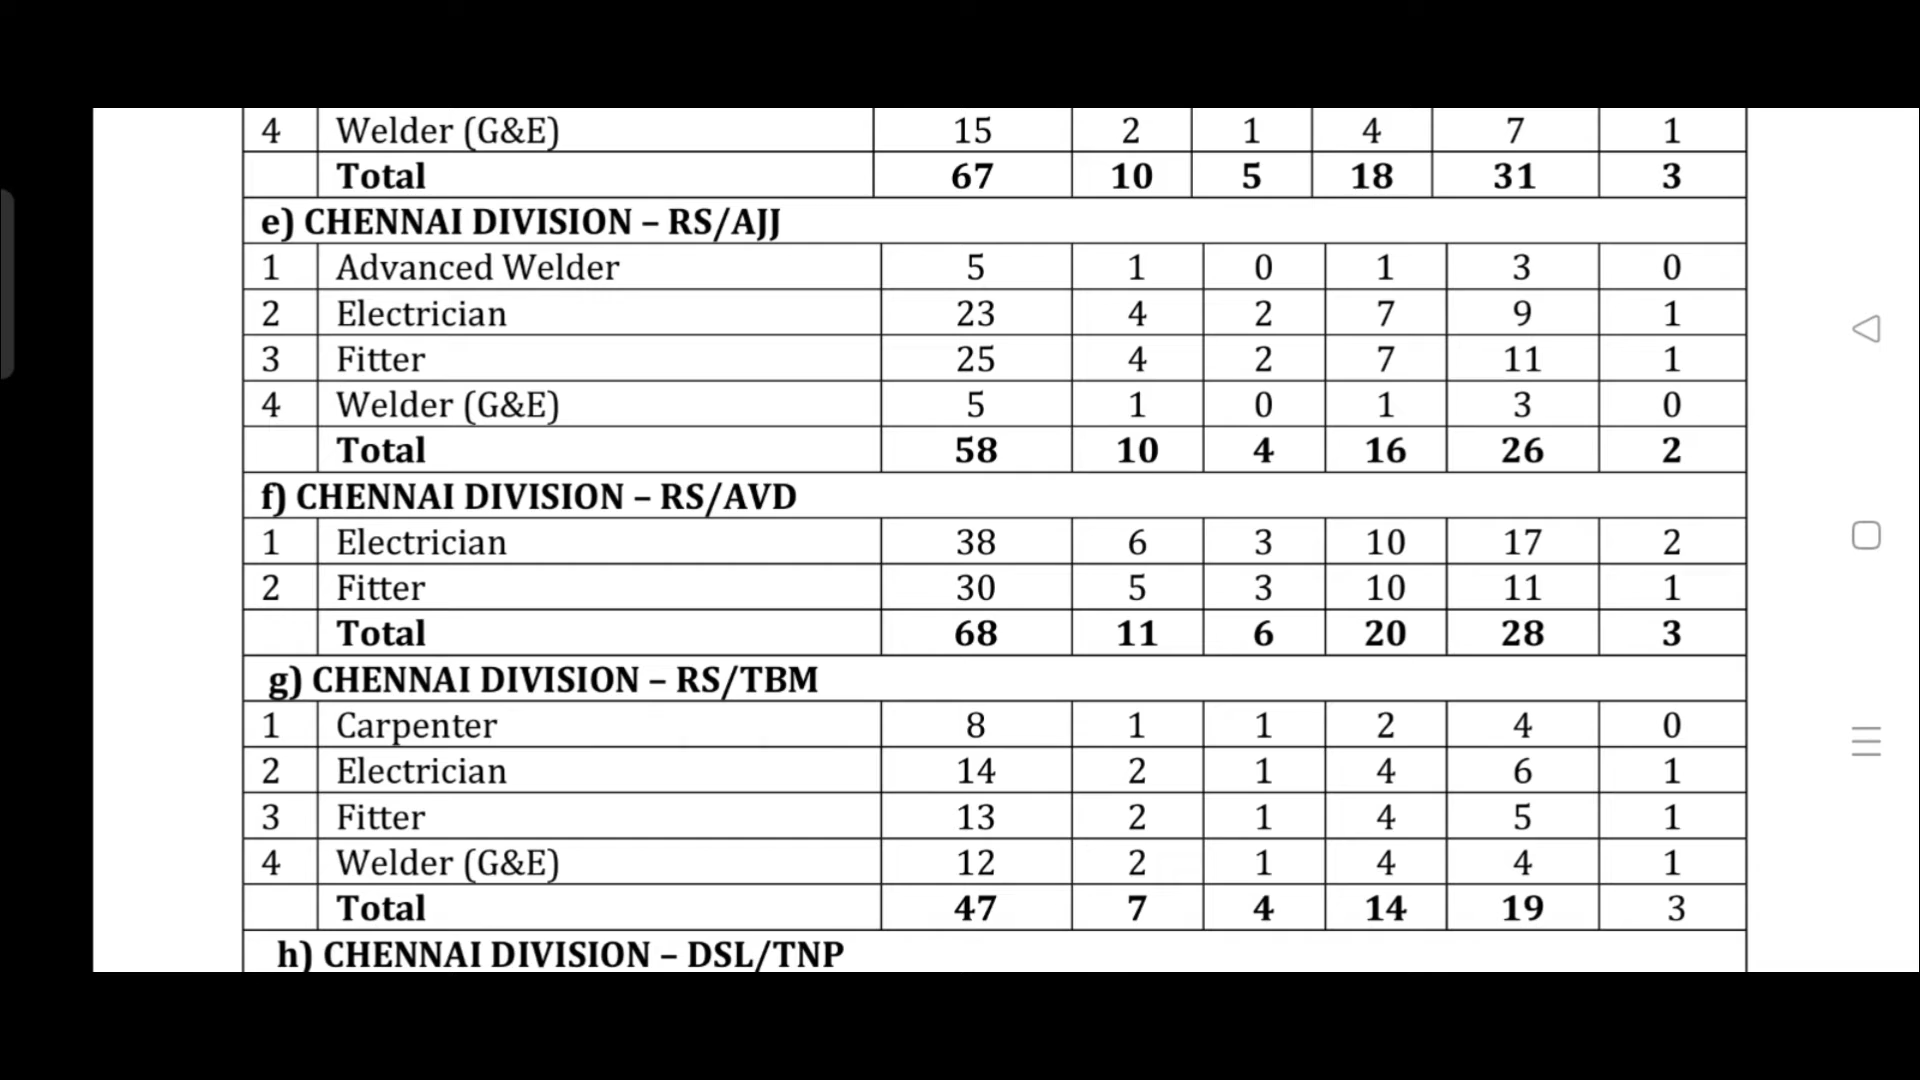 4 Welder (G&E) 15 2 1 4 7 1
Total 67 10 5 18 31 3
e) CHENNAI DIVISION – RS/AJJ
1 Advanced Welder 5 1 0 1 3 0
2 Electrician 23 4 2 7 9 1
3 Fitter 25 4 2 7 11 1
4 Welder (G&E) 5 1 0 1 3 0
Total 58 10 4 16 26 2
f) CHENNAI DIVISION – RS/AVD
1 Electrician 38 6 3 10 17 2
2 Fitter 30 5 3 10 11 1
Total 68 11 6 20 28 3
g) CHENNAI DIVISION – RS/TBM
1 Carpenter 8 1 1 2 4 0
2 Electrician 14 2 1 4 6 1
3 Fitter 13 2 1 4 5 1
4 Welder (G&E) 12 2 1 4 4 1
Total 47 7 4 14 19 3
h) CHENNAI DIVISION – DSL/TNP